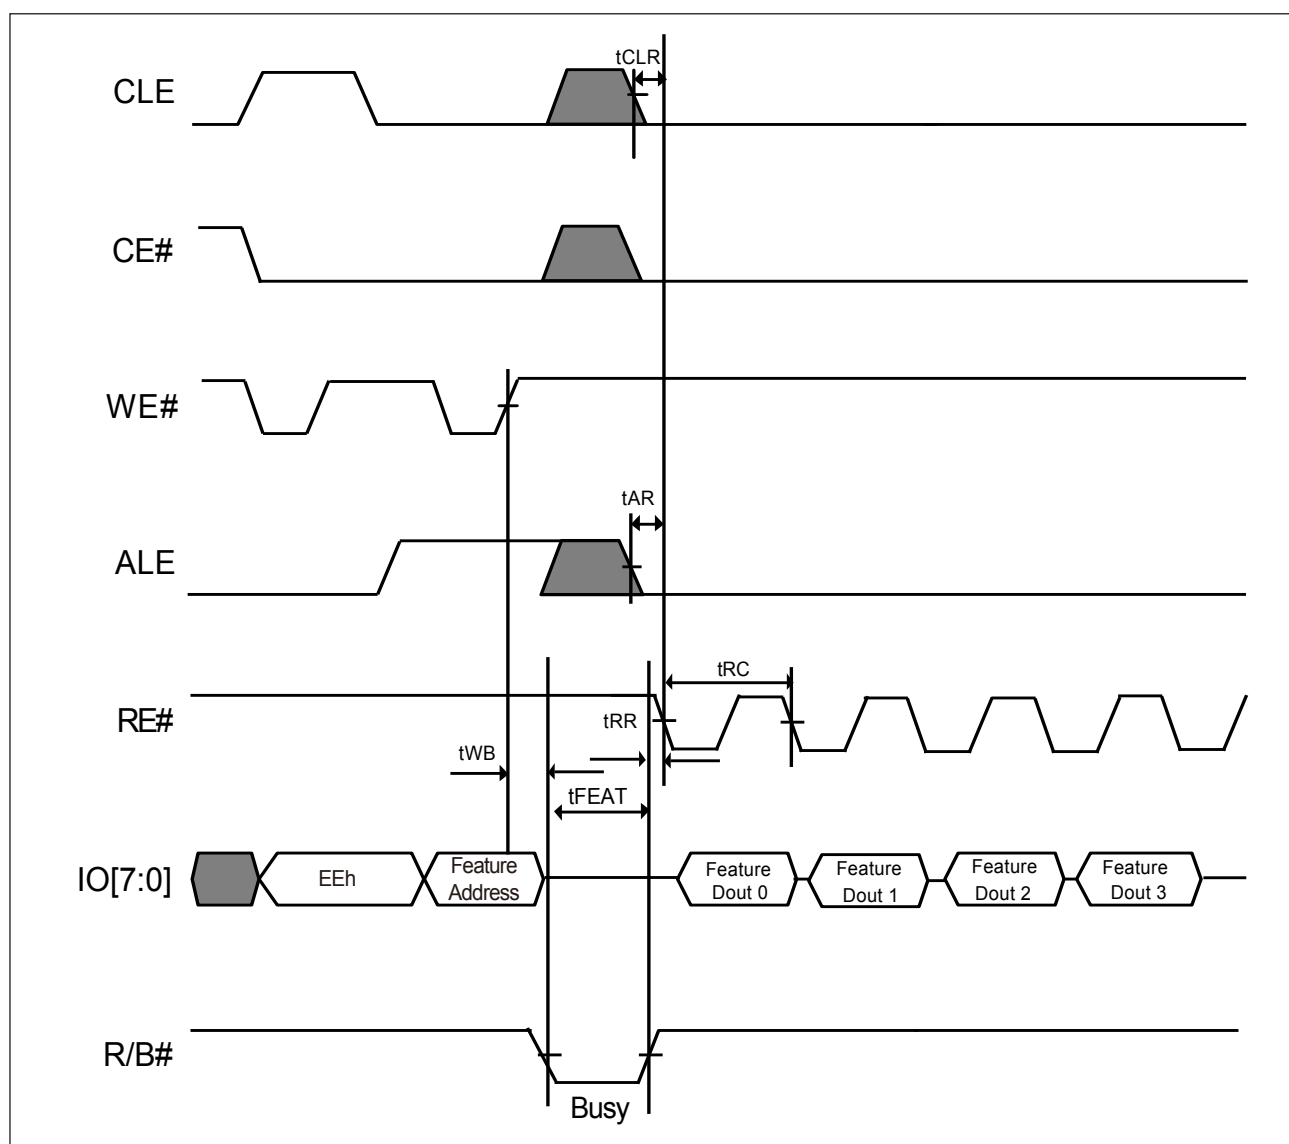 tCLR
CLE
CE#
WE#
tAR
ALE
tRC
RE#
tRR
tWB
tFEAT
IO[7:0]
EEh
Feature
Address
Feature
Dout 0
Feature
Dout 1
Feature
Dout 2
Feature
Dout 3
R/B#
Busy